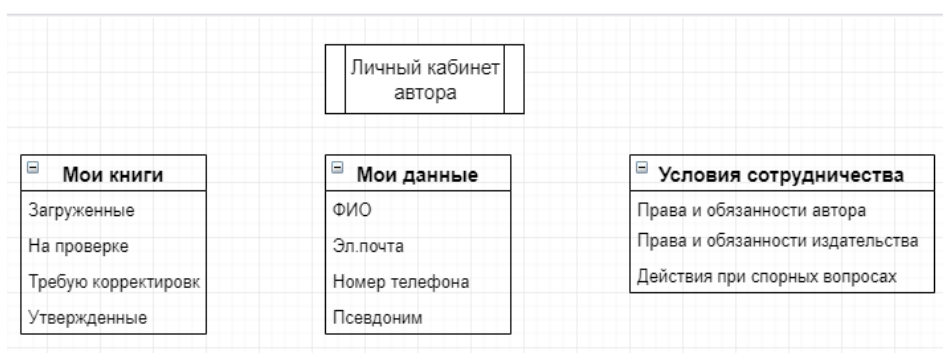 Личный кабинет
автора
Мои книги
Загруженные
На проверке
Требую корректировк
Утвержденные
Мои данные
ФИО
Эл.почта
Номер телефона
Псевдоним
Условия сотрудничества
Права и обязанности автора
Права и обязанности издательства
Действия при спорных вопросах